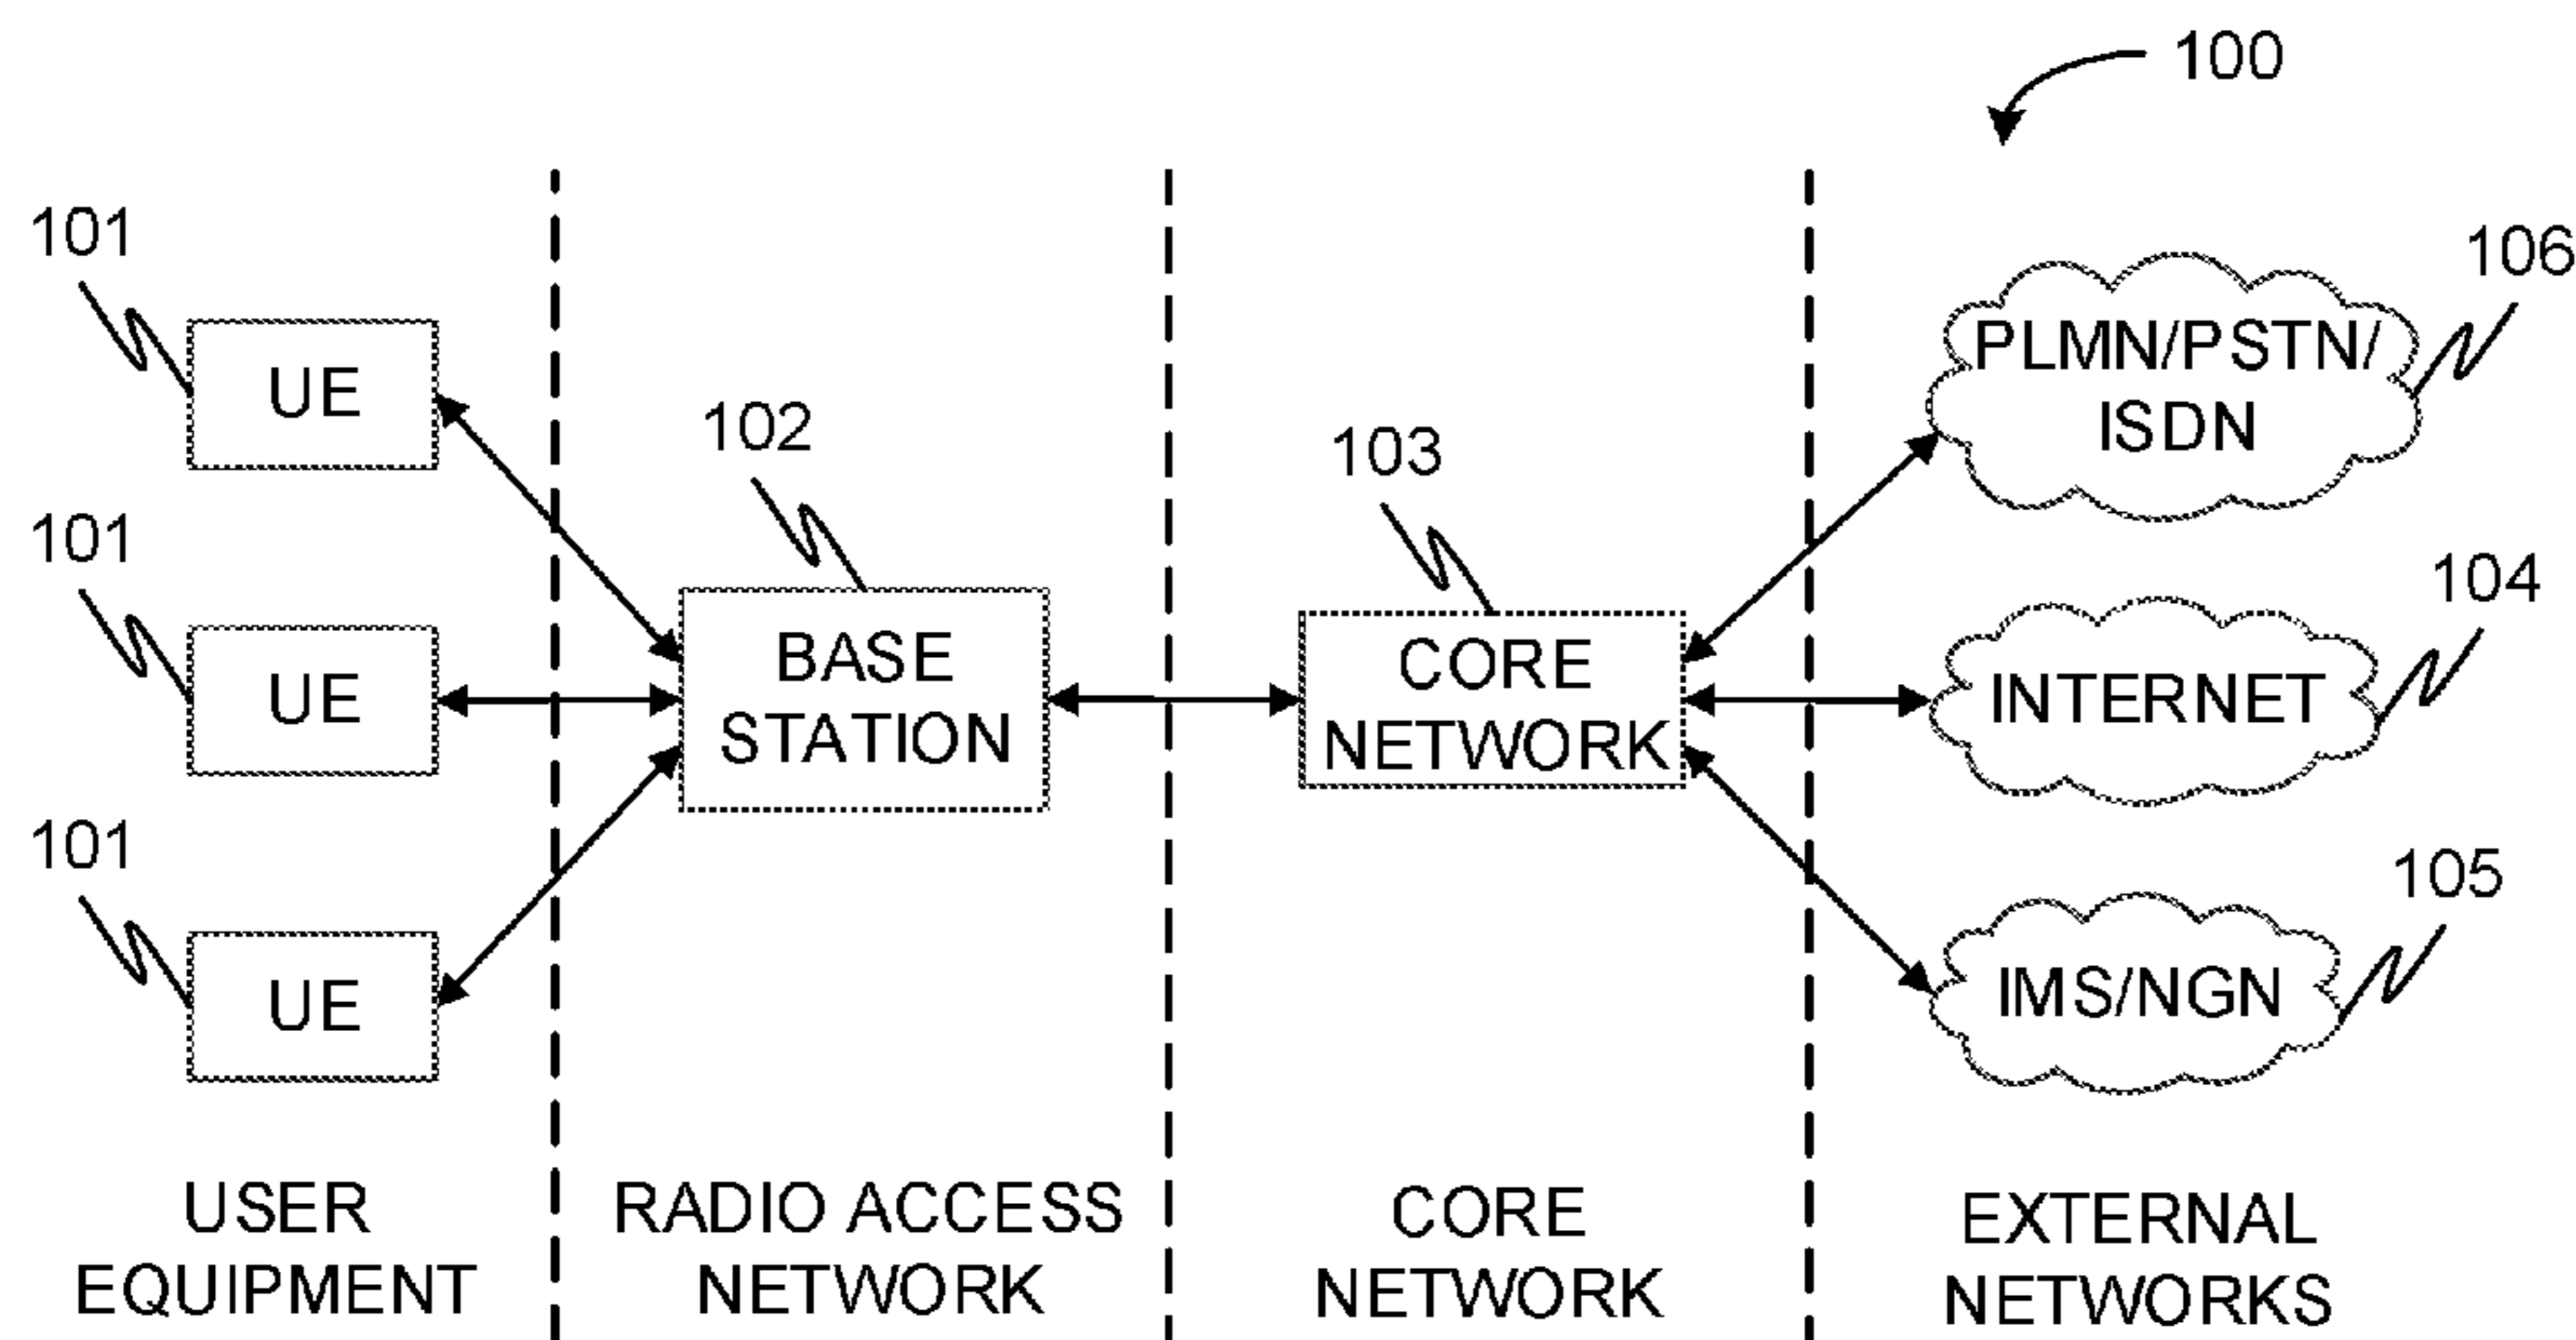 100
101
UE
101
UE
101
UE
102
BASE
STATION
103
CORE
NETWORK
106
PLMN/PSTN/
ISDN
104
INTERNET
105
IMS/NGN
USER
EQUIPMENT
RADIO ACCESS
NETWORK
CORE
NETWORK
EXTERNAL
NETWORKS